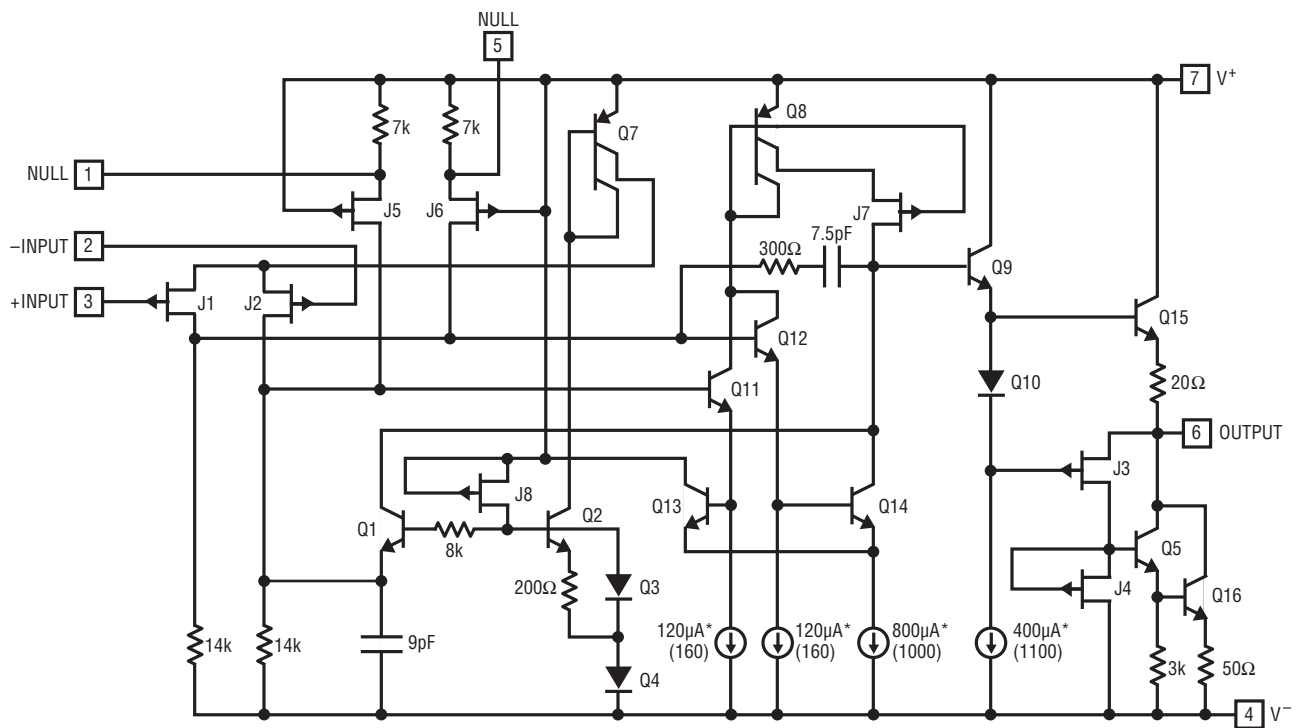 NULL
5
7 V+
7k
7k
Q7
Q8
NULL 1
J5
J6
J7
–INPUT 2
7.5pF
300Ω
Q9
+INPUT 3
J1
J2
Q12
Q15
Q11
Q10
20Ω
6 OUTPUT
J3
J8
Q13
Q14
Q1
Q2
8k
Q5
200Ω
Q3
J4
Q16
14k
14k
9pF
120µA*
(160)
120µA*
(160)
800µA*
(1000)
400µA*
(1100)
Q4
3k
50Ω
4 V–